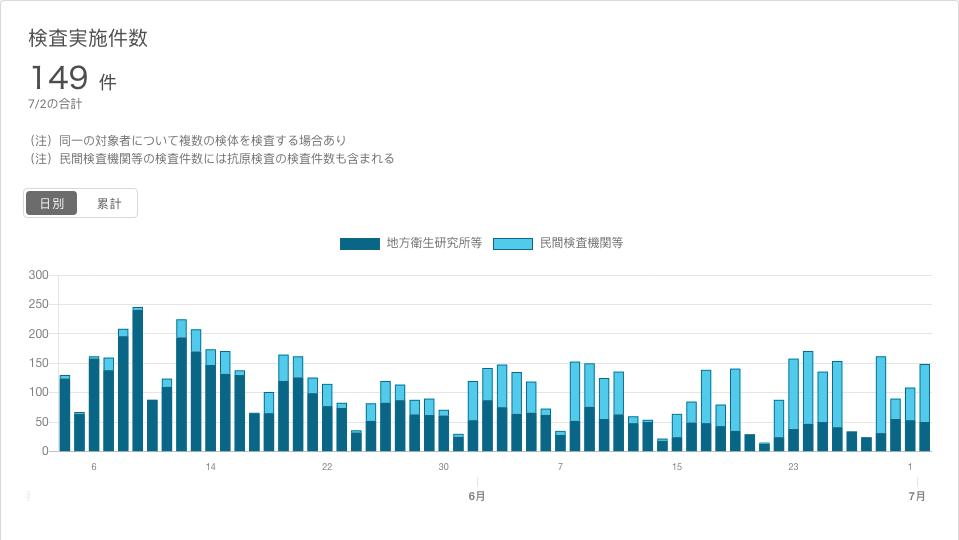 検査実施件数
149 件
7/2の合計
（注）同一の対象者について複数の検体を検査する場合あり
（注）民間検査機関等の検査件数には抗原検査の検査件数も含まれる
日別 累計
地方衛生研究所等 民間検査機関等
300
250
200
150
100
50
0
6 14 22 30 7 15 23 1
6月 7月